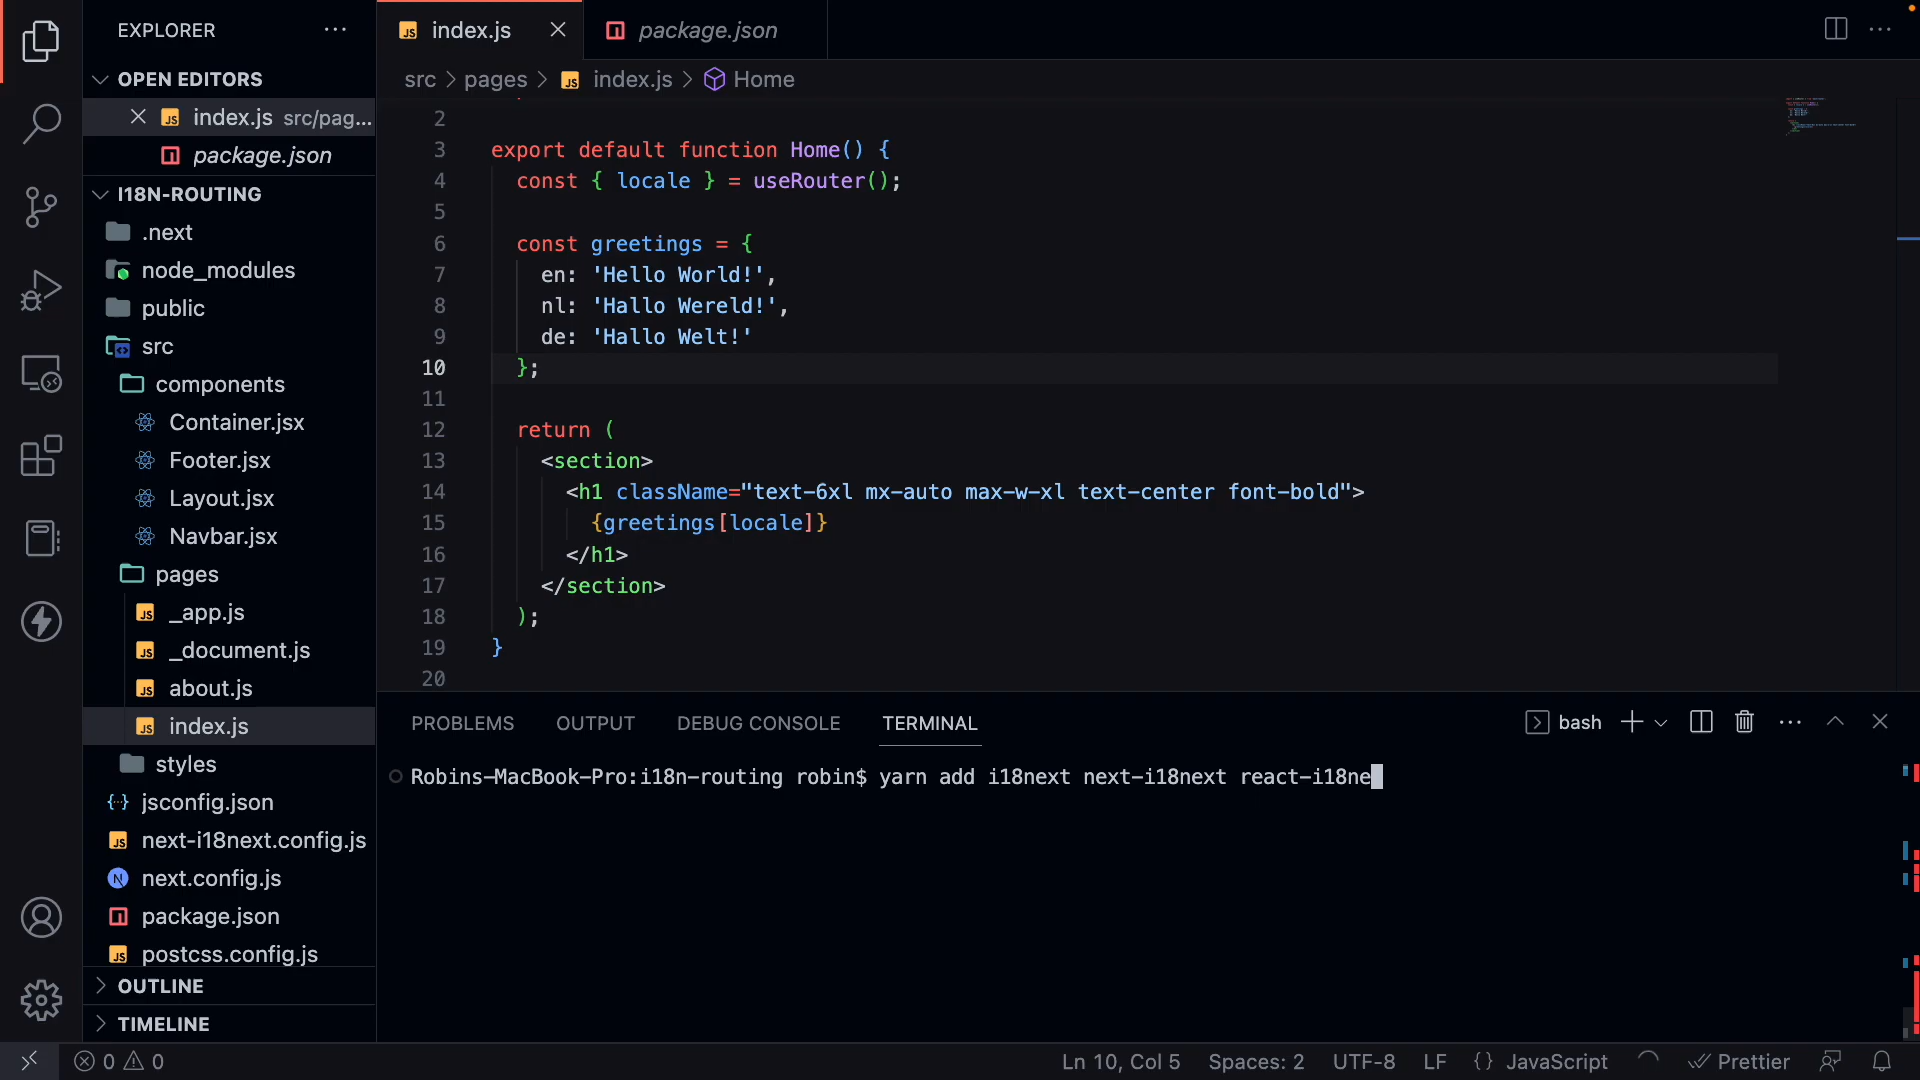 EXPLORER
OPEN EDITORS
index.js src/pag...
package.json
I18N-ROUTING
.next
node_modules
public
src
components
Container.jsx
Footer.jsx
Layout.jsx
Navbar.jsx
pages
_app.js
_document.js
about.js
index.js
styles
jsconfig.json
next-i18next.config.js
next.config.js
package.json
postcss.config.js
OUTLINE
TIMELINE
index.js
package.json
src > pages > index.js > Home
2
3 export default function Home() {
4 const { locale } = useRouter();
5
6 const greetings = {
7 en: 'Hello World!',
8 nl: 'Hallo Wereld!',
9 de: 'Hallo Welt!'
10 };
11
12 return (
13 <section>
14 <h1 className="text-6xl mx-auto max-w-xl text-center font-bold">
15 {greetings[locale]}
16 </h1>
17 </section>
18 );
19 }
20
PROBLEMS OUTPUT DEBUG CONSOLE TERMINAL
bash
Robins-MacBook-Pro:i18n-routing robin$ yarn add i18next next-i18next react-i18ne
0 0
Ln 10, Col 5 Spaces: 2 UTF-8 LF {} JavaScript Prettier